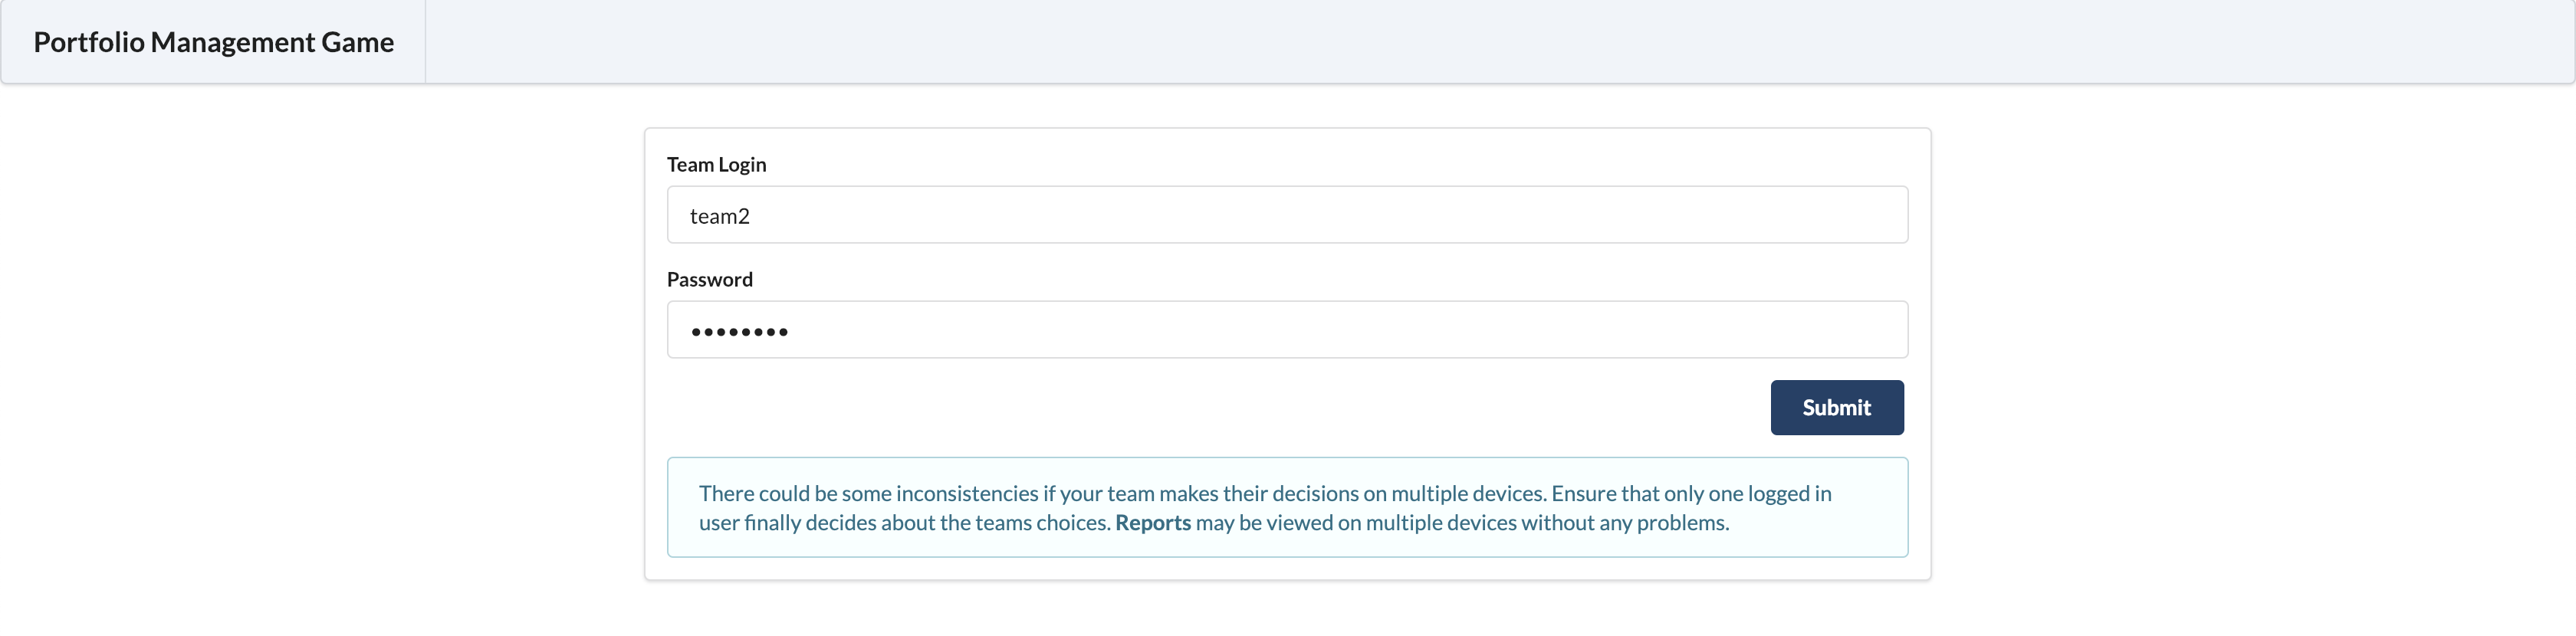 Portfolio Management Game
Team Login
team2
Password
••••••••
Submit
There could be some inconsistencies if your team makes their decisions on multiple devices. Ensure that only one logged in
user finally decides about the teams choices. Reports may be viewed on multiple devices without any problems.